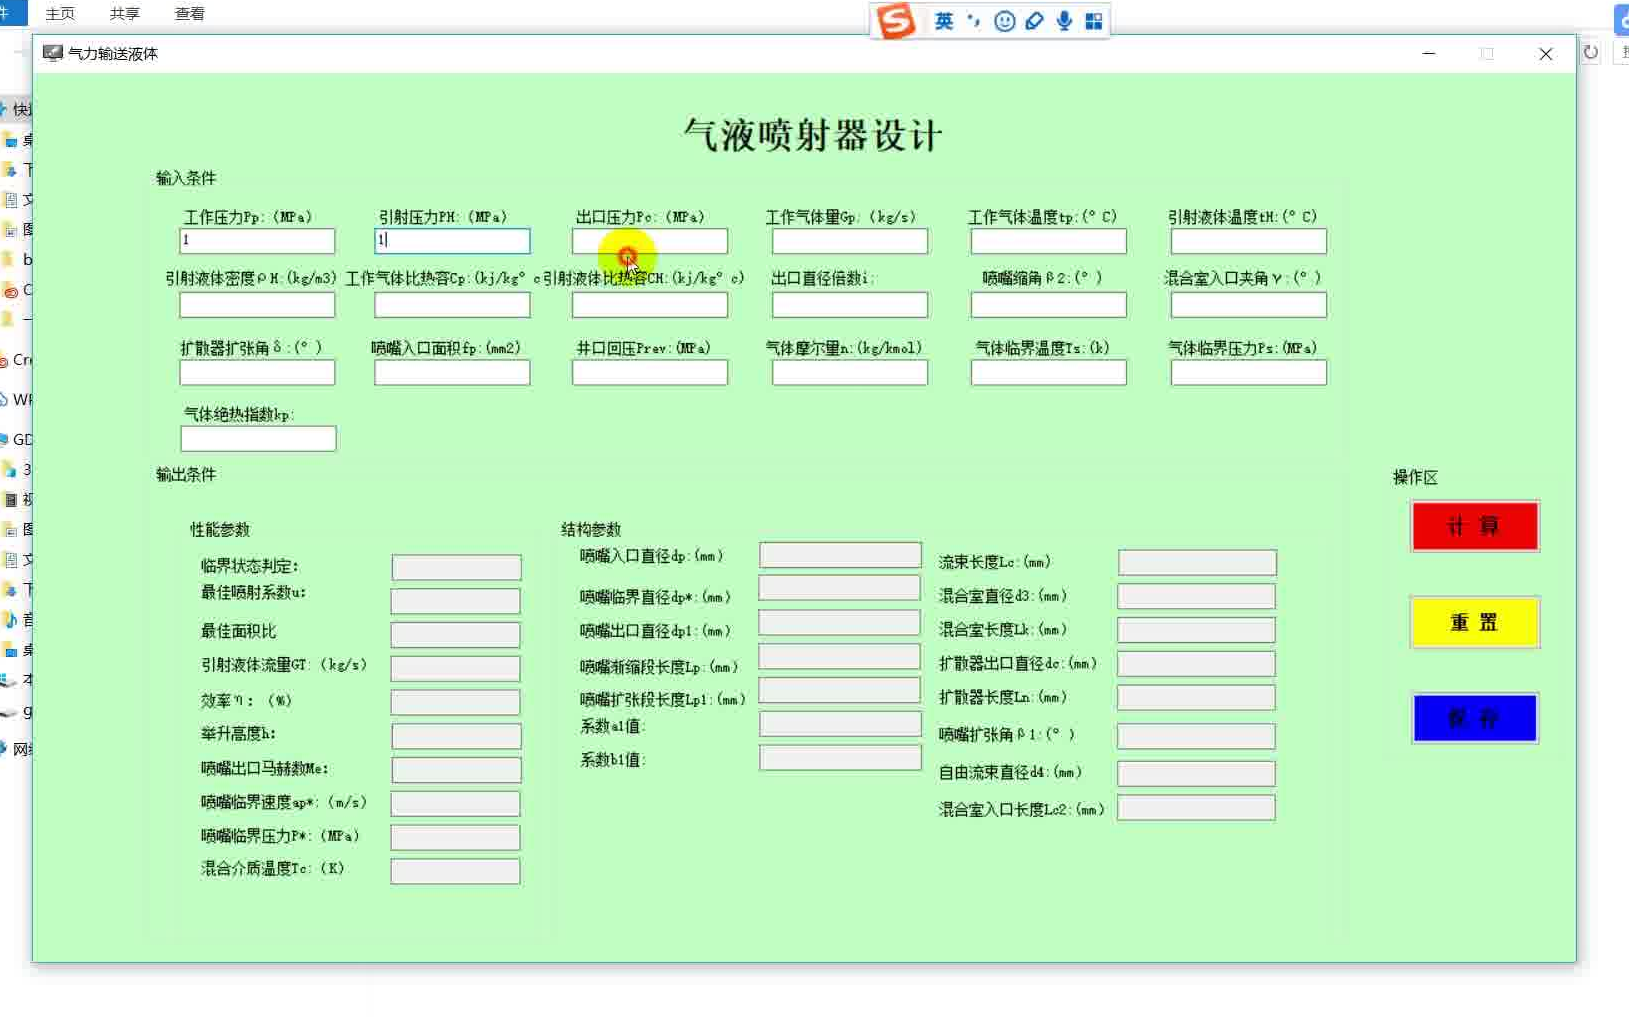 件 主页 共享 查看
英
气力输送液体
气液喷射器设计
输入条件
工作压力Pp:(MPa) 引射压力PH:(MPa) 出口压力Pc:(MPa) 工作气体量Gp:(kg/s) 工作气体温度tp:(°C) 引射液体温度tH:(°C)
1 1
引射液体密度ρH:(kg/m3) 工作气体比热容Cp:(kj/kg°c 引射液体比热容CH:(kj/kg°c) 出口直径倍数i: 喷嘴缩角β2:(°) 混合室入口夹角γ:(°)
扩散器扩张角δ:(°) 喷嘴入口面积fp:(mm2) 井口回压Prev:(MPa) 气体摩尔量n:(kg/kmol) 气体临界温度Ts:(k) 气体临界压力Ps:(MPa)
气体绝热指数kp:
输出条件
操作区
计 算
重 置
保 存
性能参数
临界状态判定:
最佳喷射系数u:
最佳面积比
引射液体流量GT:(kg/s)
效率η:(%)
举升高度h:
喷嘴出口马赫数Me:
喷嘴临界速度ap*:(m/s)
喷嘴临界压力P*:(MPa)
混合介质温度Tc:(K)
结构参数
喷嘴入口直径dp:(mm)
喷嘴临界直径dp*:(mm)
喷嘴出口直径dp1:(mm)
喷嘴渐缩段长度Lp:(mm)
喷嘴扩张段长度Lp1:(mm)
系数a1值:
系数b1值:
流束长度Lc:(mm)
混合室直径d3:(mm)
混合室长度Lk:(mm)
扩散器出口直径dc:(mm)
扩散器长度Ln:(mm)
喷嘴扩张角β1:(°)
自由流束直径d4:(mm)
混合室入口长度Lc2:(mm)